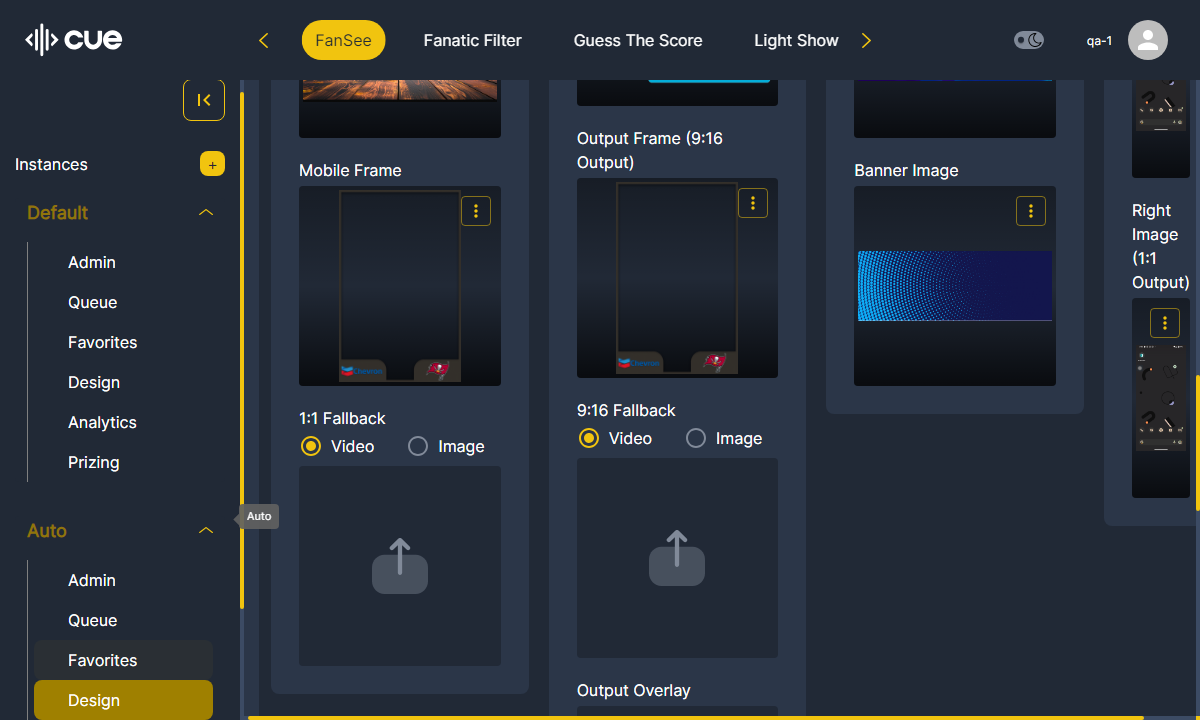 cue
FanSee
Fanatic Filter
Guess The Score
Light Show
qa-1
Instances
+
Default
Admin
Queue
Favorites
Design
Analytics
Prizing
Auto
Admin
Queue
Favorites
Design
Auto
Mobile Frame
1:1 Fallback
Video
Image
Output Frame (9:16
Output)
9:16 Fallback
Video
Image
Output Overlay
Banner Image
Right
Image
(1:1
Output)